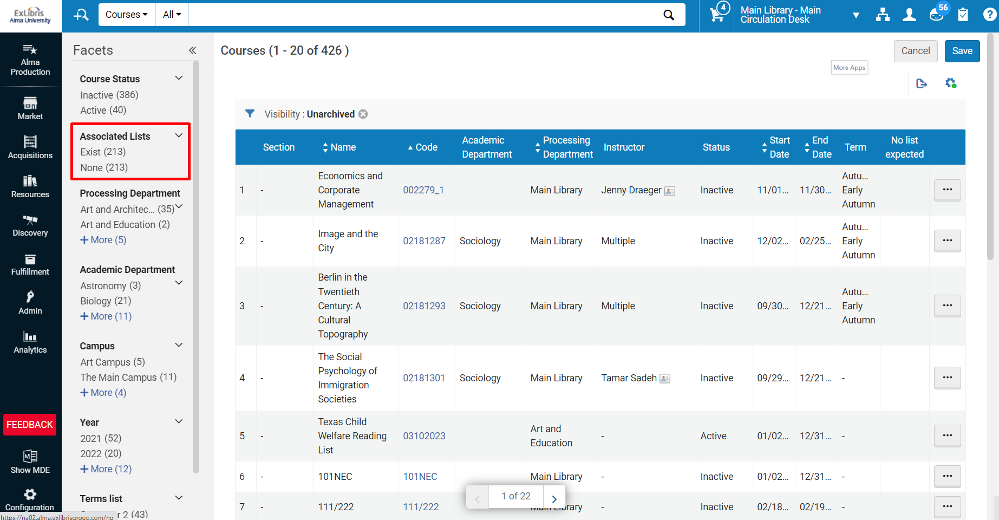 ExLibris
Alma University
Courses
All
4
Main Library - Main
Circulation Desk
56
?
Alma
Production
Market
Acquisitions
Resources
Discovery
Fulfillment
Admin
Analytics
FEEDBACK
Show MDE
Configuration
https://na02.alma.exlibrisgroup.com/ng
Facets
Course Status
Inactive (386)
Active (40)
Associated Lists
Exist (213)
None (213)
Processing Department
Art and Architec... (35)
Art and Education (2)
+ More (5)
Academic Department
Astronomy (3)
Biology (21)
+ More (11)
Campus
Art Campus (5)
The Main Campus (11)
+ More (4)
Year
2021 (52)
2022 (20)
+ More (12)
Terms list
r 2 (43)
Courses (1 - 20 of 426 )
Cancel
Save
More Apps
Visibility : Unarchived
Section
Name
Code
Academic
Department
Processing
Department
Instructor
Status
Start
Date
End
Date
Term
No list
expected
1
-
Economics and
Corporate
Management
002279_1
Main Library
Jenny Draeger
Inactive
11/01...
11/30...
Autu...
Early
Autumn
...
2
-
Image and the
City
02181287
Sociology
Main Library
Multiple
Inactive
12/02...
02/25...
Autu...
Early
Autumn
...
3
-
Berlin in the
Twentieth
Century: A
Cultural
Topography
02181293
Sociology
Main Library
Multiple
Inactive
09/30...
12/21...
Autu...
Early
Autumn
...
4
-
The Social
Psychology of
Immigration
Societies
02181301
Sociology
Main Library
Tamar Sadeh
Inactive
09/29...
12/21...
-
...
5
-
Texas Child
Welfare Reading
List
03102023
Art and
Education
-
Active
01/02...
12/31...
-
...
6
-
101NEC
101NEC
Main Library
-
Inactive
01/02...
12/31...
-
...
7
-
111/222
111/222
Main Library
-
Inactive
02/18...
02/19...
-
...
1 of 22